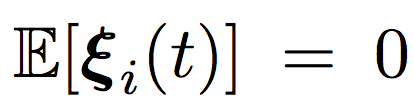 𝔼[𝝃ᵢ(t)] = 0